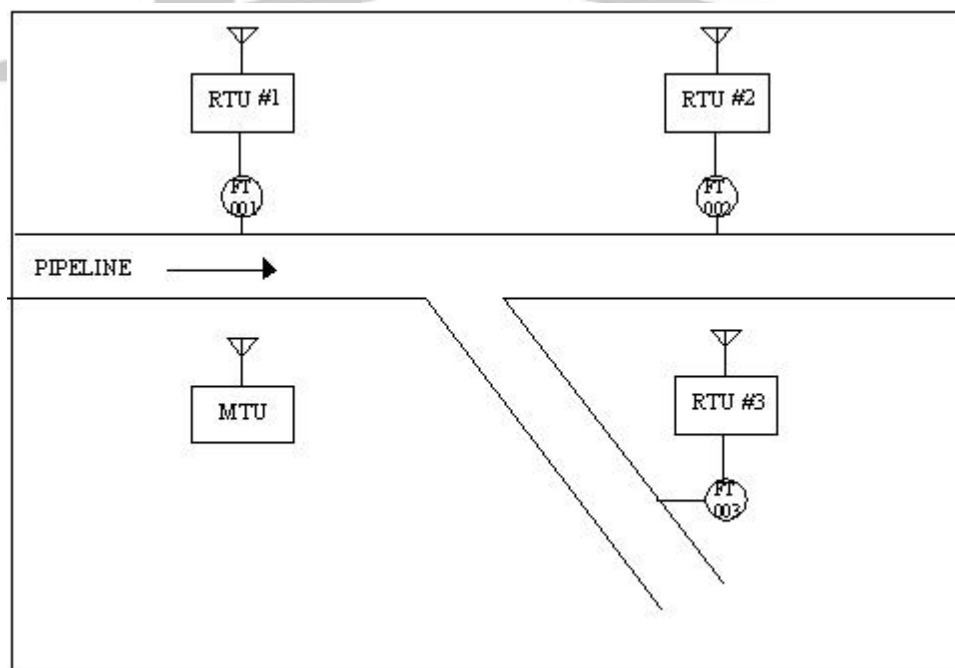 RTU #1
RTU #2
FT
001
FT
002
PIPELINE
MTU
RTU #3
FT
003